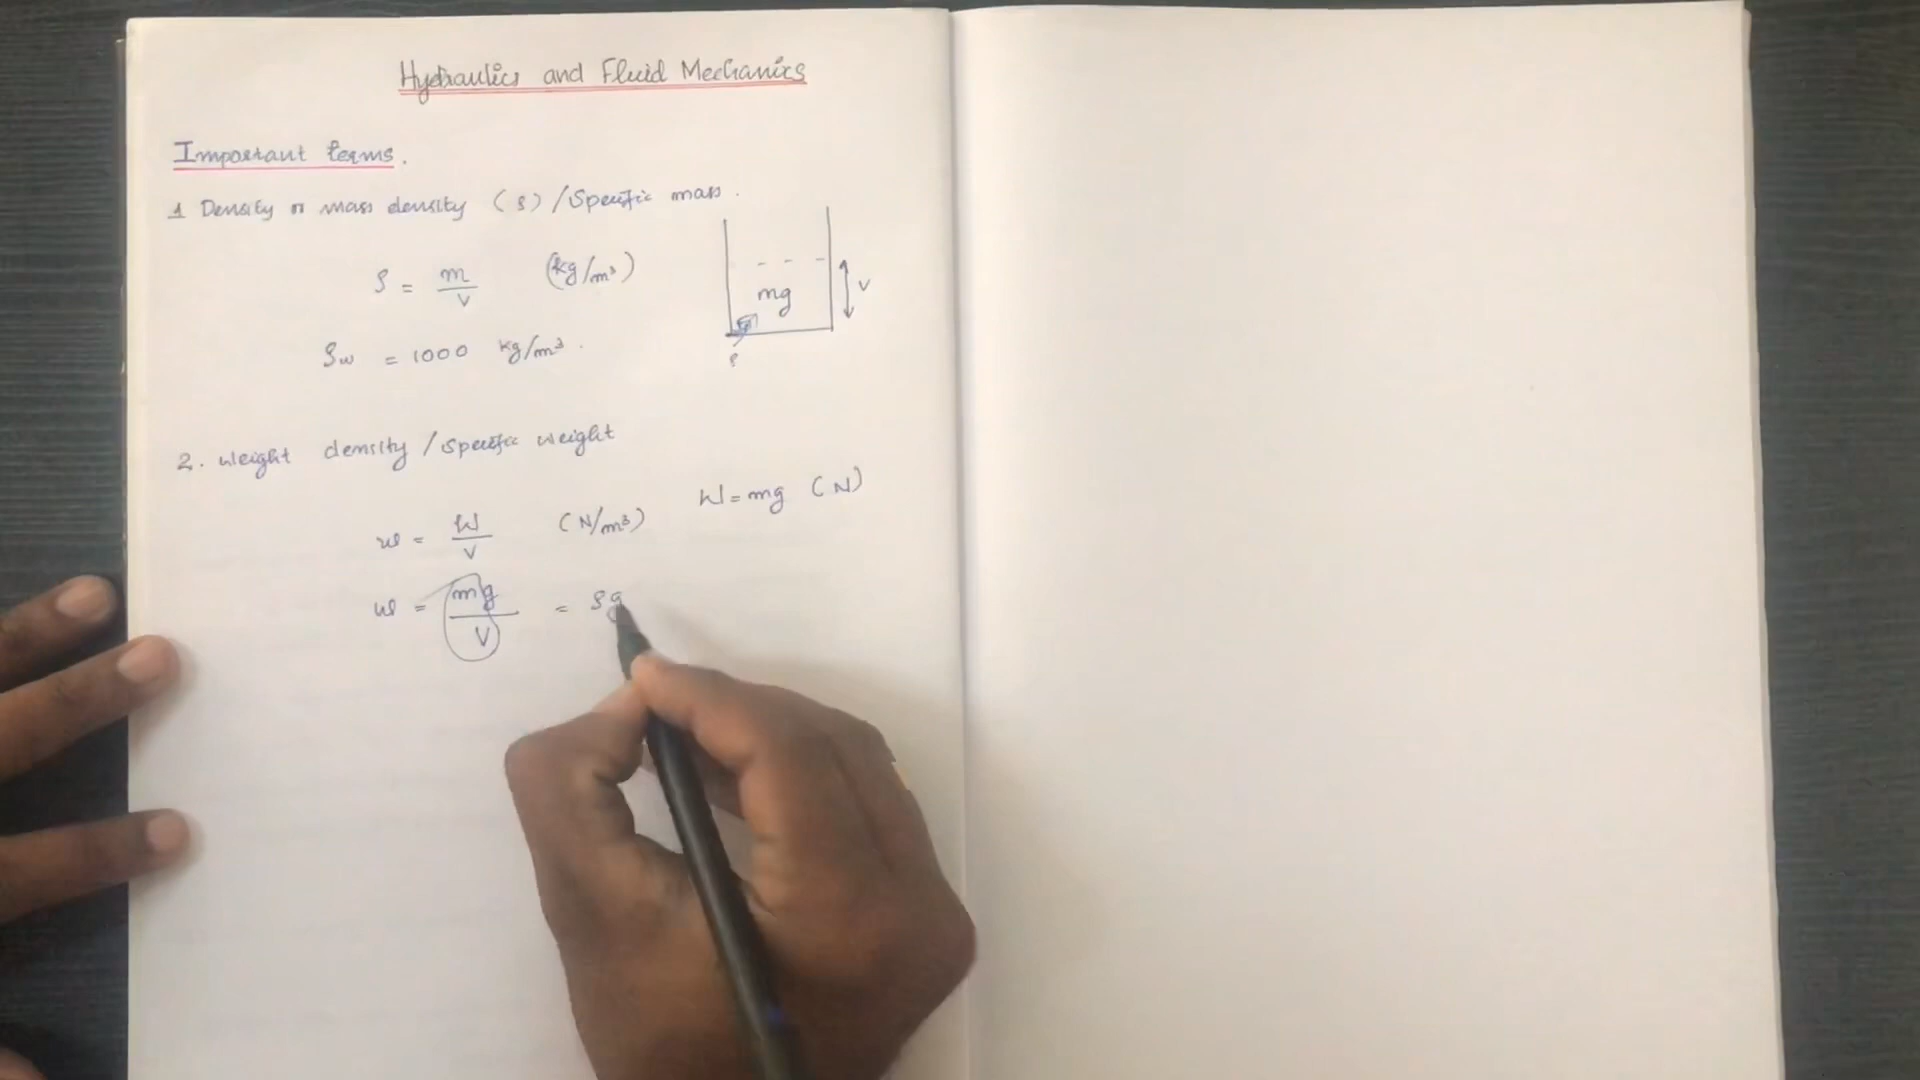 Hydraulics and Fluid Mechanics
Important terms.
1 Density or mass density (ρ) / Specific mass.
ρ = m/V (kg/m³)
mg
V
ρ
ρw = 1000 kg/m³.
2. weight density / specific weight
w = W/V (N/m³) W = mg (N)
w = mg/V = ρg